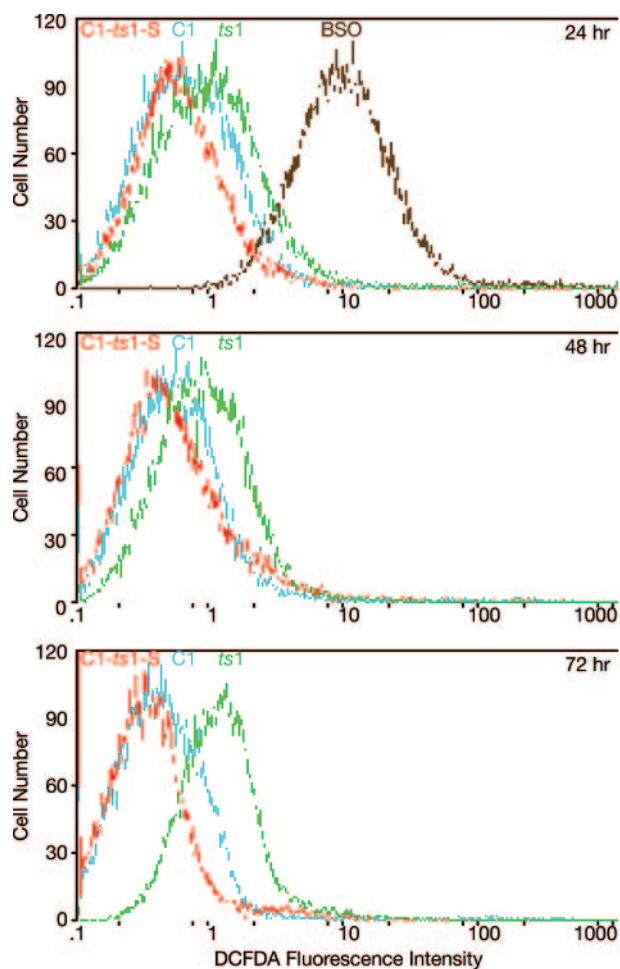 120
C1-ts1-S C1 ts1 BSO 24 hr
90
60
30
0
Cell Number
.1 1 10 100 1000
120
C1-ts1-S C1 ts1 48 hr
90
60
30
0
Cell Number
.1 1 10 100 1000
120
C1-ts1-S C1 ts1 72 hr
90
60
30
0
Cell Number
.1 1 10 100 1000
DCFDA Fluorescence Intensity